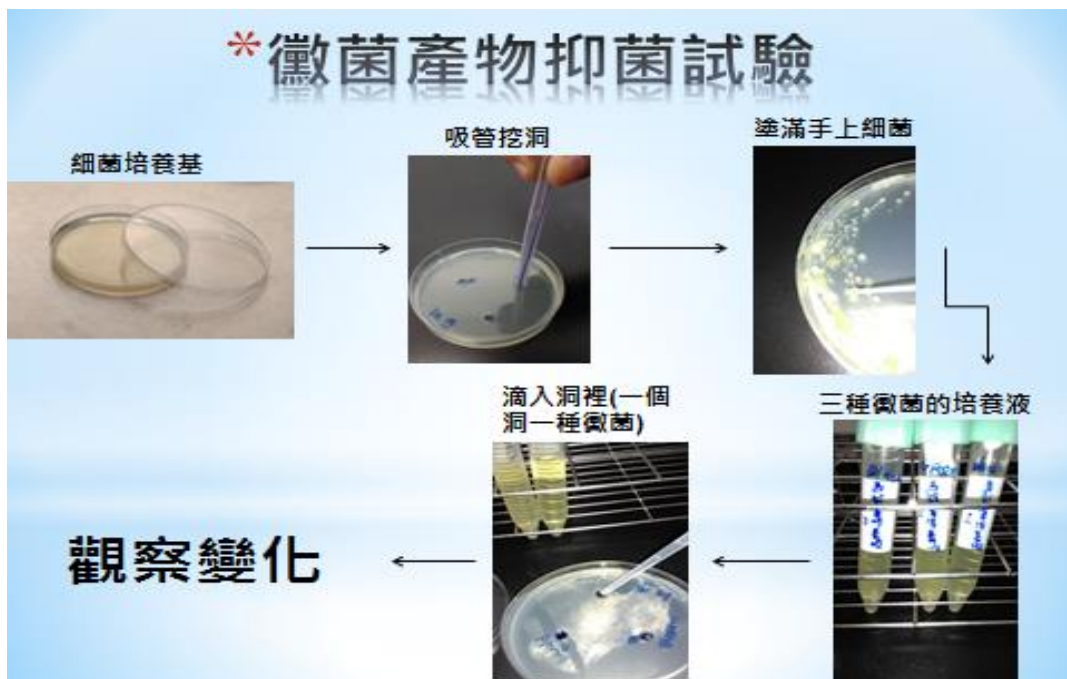 *黴菌產物抑菌試驗
細菌培養基
吸管挖洞
塗滿手上細菌
三種黴菌的培養液
滴入洞裡(一個
洞一種黴菌)
觀察變化